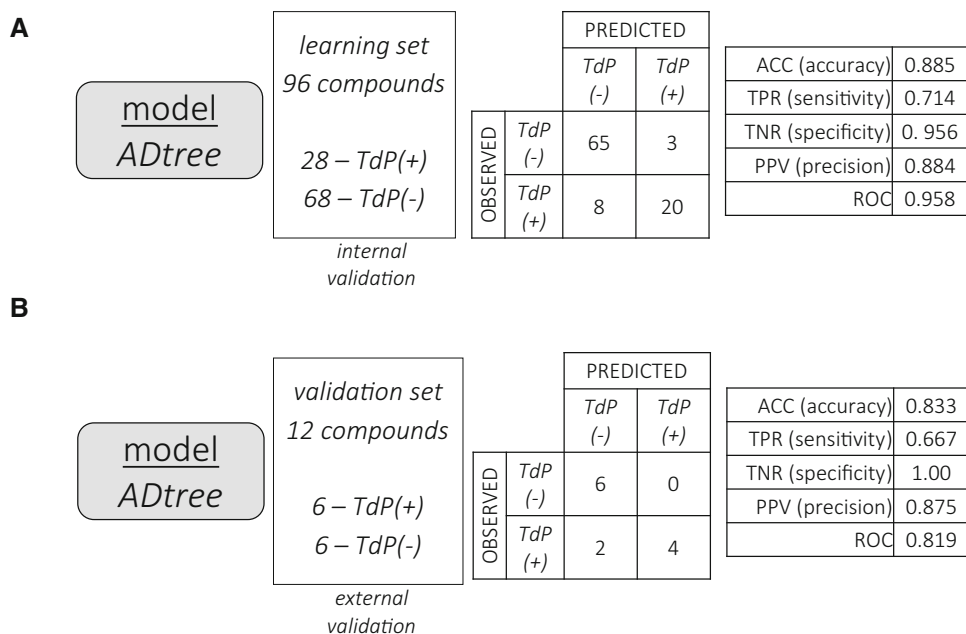 A
model
ADtree
learning set
96 compounds
28 – TdP(+)
68 – TdP(-)
internal
validation
PREDICTED
TdP
(-)
TdP
(+)
OBSERVED
TdP
(-)
65
3
TdP
(+)
8
20
ACC (accuracy) 0.885
TPR (sensitivity) 0.714
TNR (specificity) 0. 956
PPV (precision) 0.884
ROC 0.958
B
model
ADtree
validation set
12 compounds
6 – TdP(+)
6 – TdP(-)
external
validation
PREDICTED
TdP
(-)
TdP
(+)
OBSERVED
TdP
(-)
6
0
TdP
(+)
2
4
ACC (accuracy) 0.833
TPR (sensitivity) 0.667
TNR (specificity) 1.00
PPV (precision) 0.875
ROC 0.819